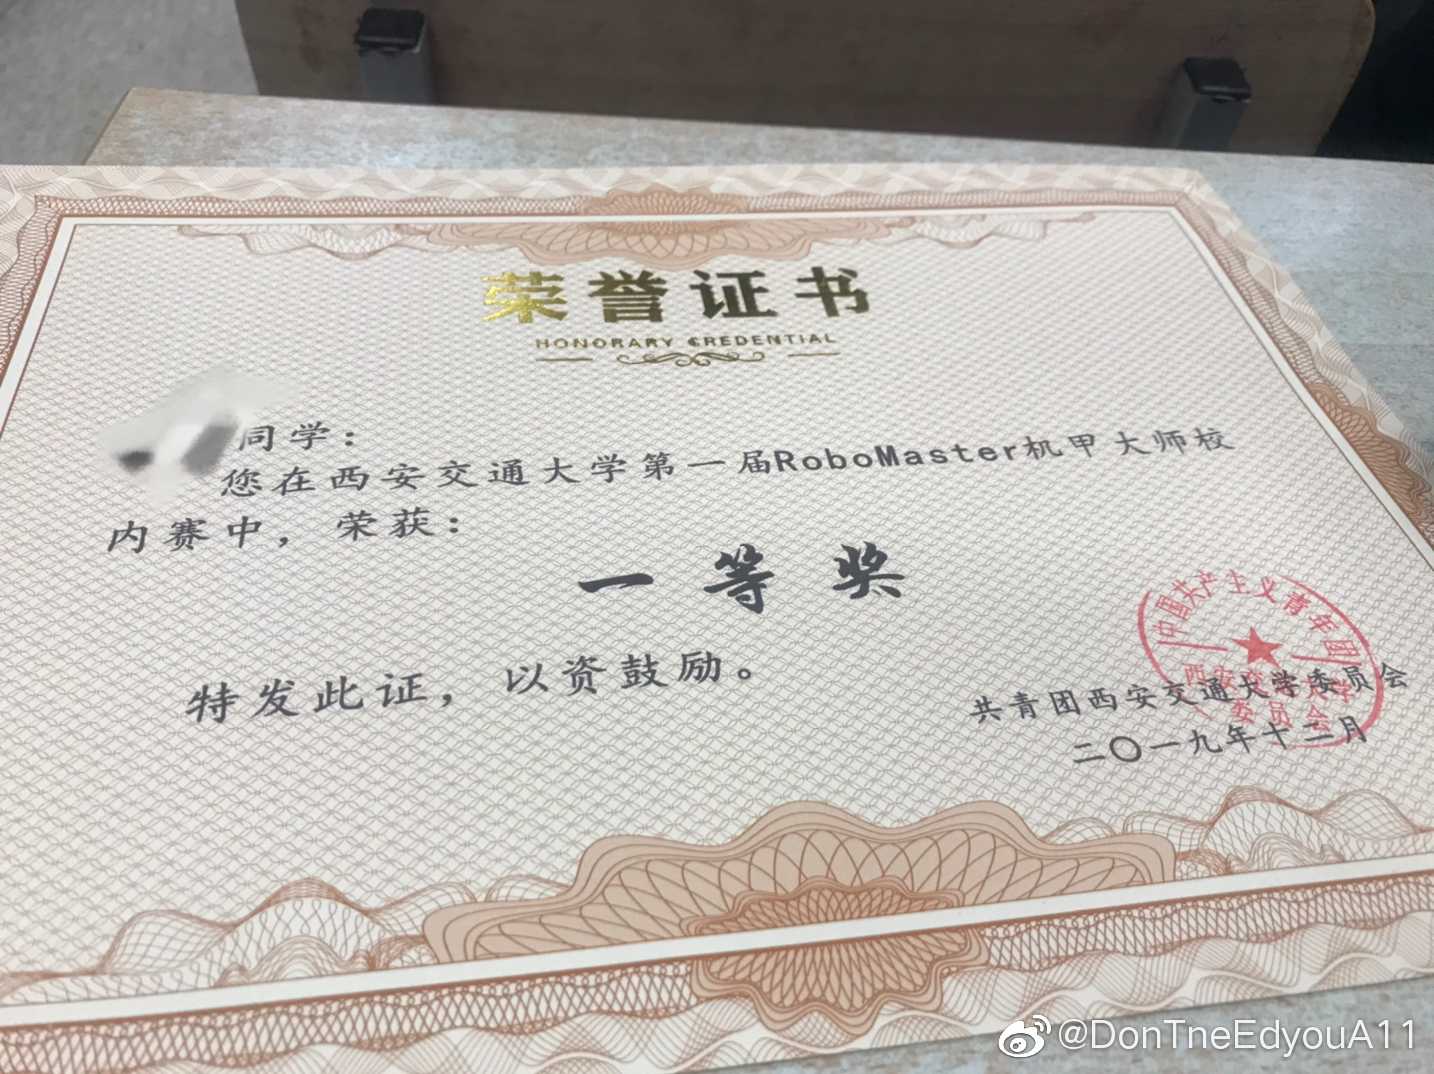 荣誉证书
HONORARY CREDENTIAL
同学：
您在西安交通大学第一届RoboMaster机甲大师校
内赛中，荣获：
一等奖
特发此证，以资鼓励。
中国共产主义青年团
西安交通大学
委员会
共青团西安交通大学委员会
二〇一九年十二月
@DonTneEdyouA11